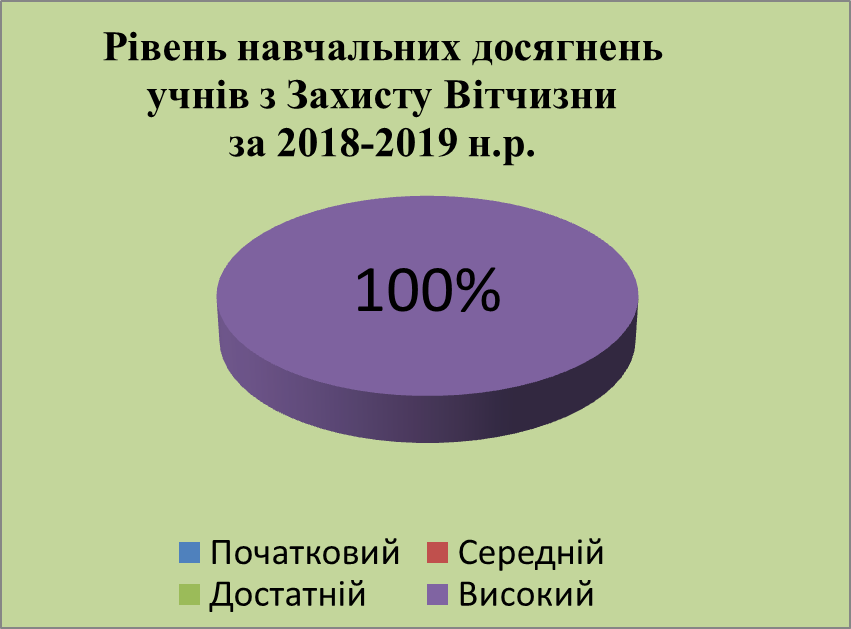 Рівень навчальних досягнень
учнів з Захисту Вітчизни
за 2018-2019 н.р.
100%
Початковий
Середній
Достатній
Високий